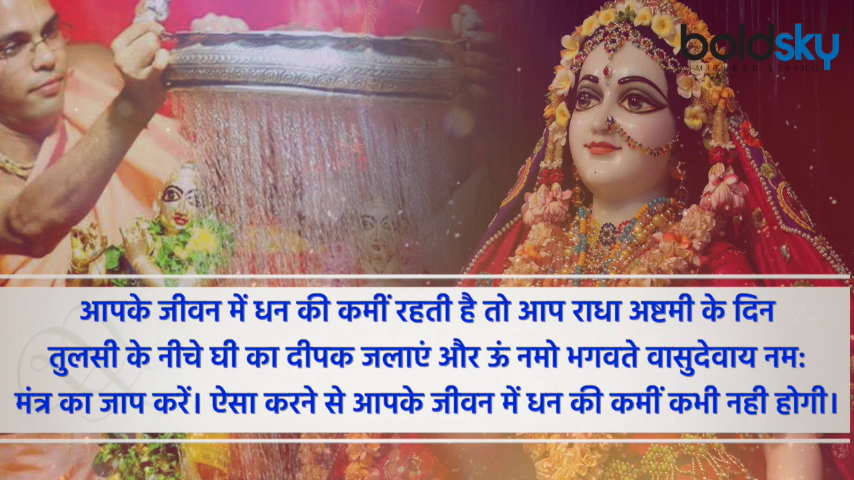 boldsky
आपके जीवन में धन की कमीं रहती है तो आप राधा अष्टमी के दिन
तुलसी के नीचे घी का दीपक जलाएं और ऊं नमो भगवते वासुदेवाय नम:
मंत्र का जाप करें। ऐसा करने से आपके जीवन में धन की कमीं कभी नही होगी।